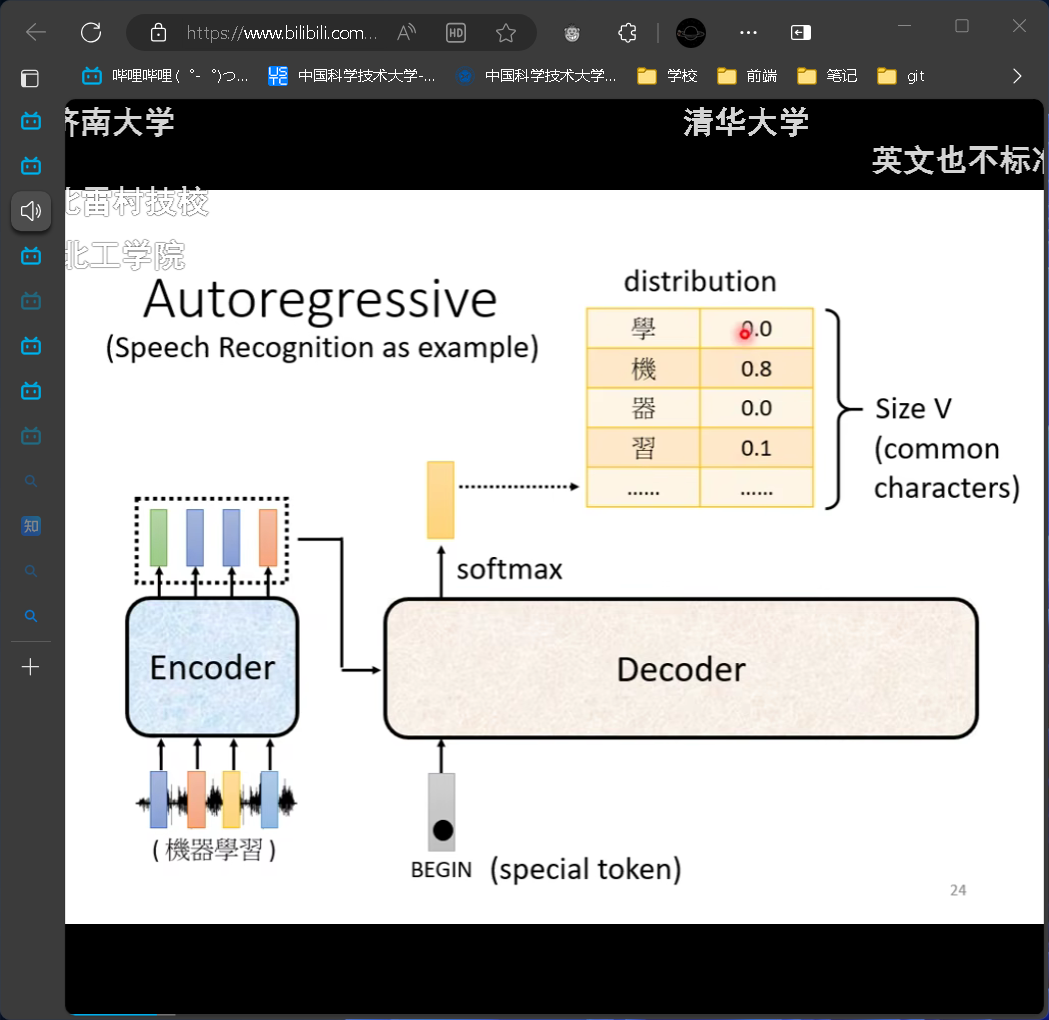 https://www.bilibili.com...
HD
哔哩哔哩 (゜-゜)つ...
中国科学技术大学-...
中国科学技术大学...
学校
前端
笔记
git
知
济南大学
清华大学
英文也不标准
北雷村技校
北工学院
Autoregressive
(Speech Recognition as example)
distribution
學 0.0
機 0.8
器 0.0
習 0.1
...... ......
Size V
(common
characters)
softmax
Encoder
Decoder
( 機器學習 )
BEGIN (special token)
24